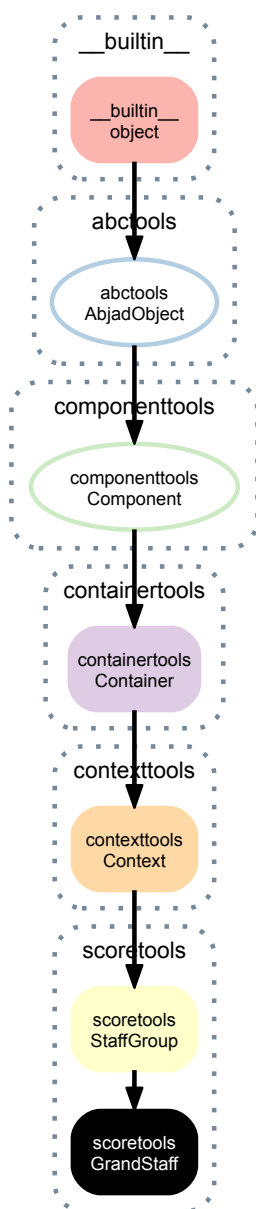 __builtin__
__builtin__
object
abctools
abctools
AbjadObject
componenttools
componenttools
Component
containertools
containertools
Container
contexttools
contexttools
Context
scoretools
scoretools
StaffGroup
scoretools
GrandStaff